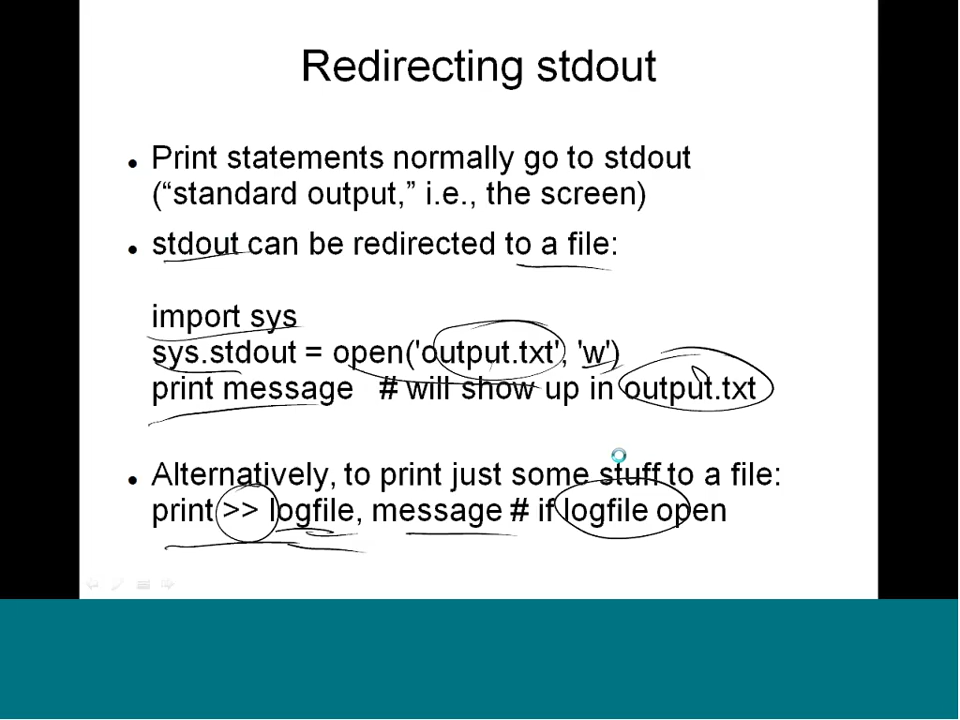 Redirecting stdout
• Print statements normally go to stdout
(“standard output,” i.e., the screen)
• stdout can be redirected to a file:
import sys
sys.stdout = open('output.txt', 'w')
print message # will show up in output.txt
• Alternatively, to print just some stuff to a file:
print >> logfile, message # if logfile open